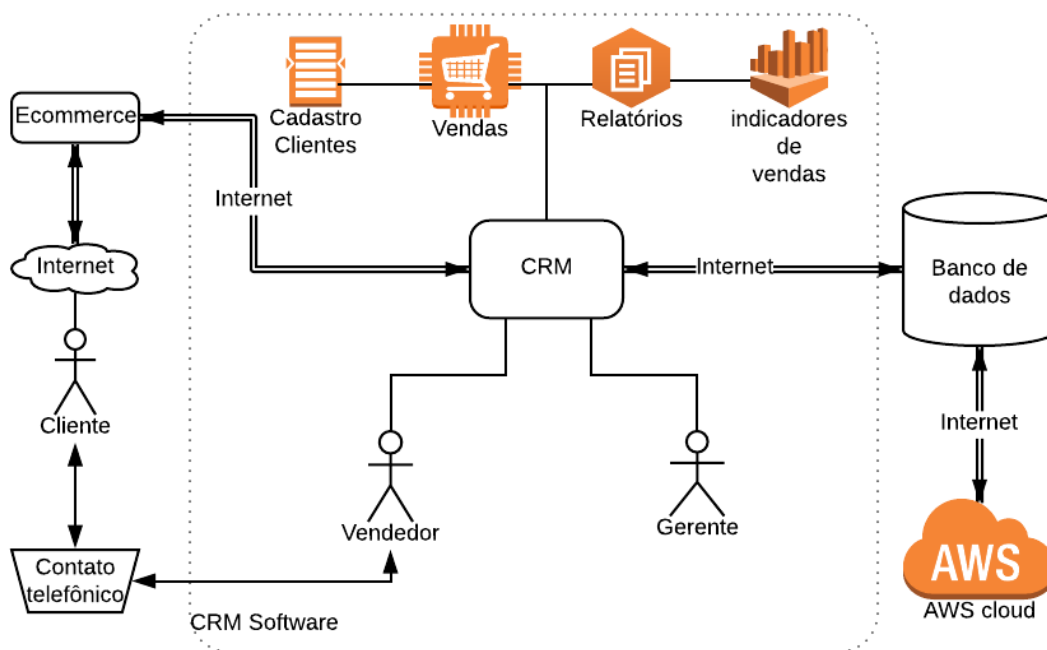 Cadastro
Clientes
Vendas
Relatórios
indicadores
de
vendas
Ecommerce
Internet
Internet
CRM
Internet
Banco de
dados
Cliente
Internet
Vendedor
Gerente
Contato
telefônico
CRM Software
AWS
AWS cloud